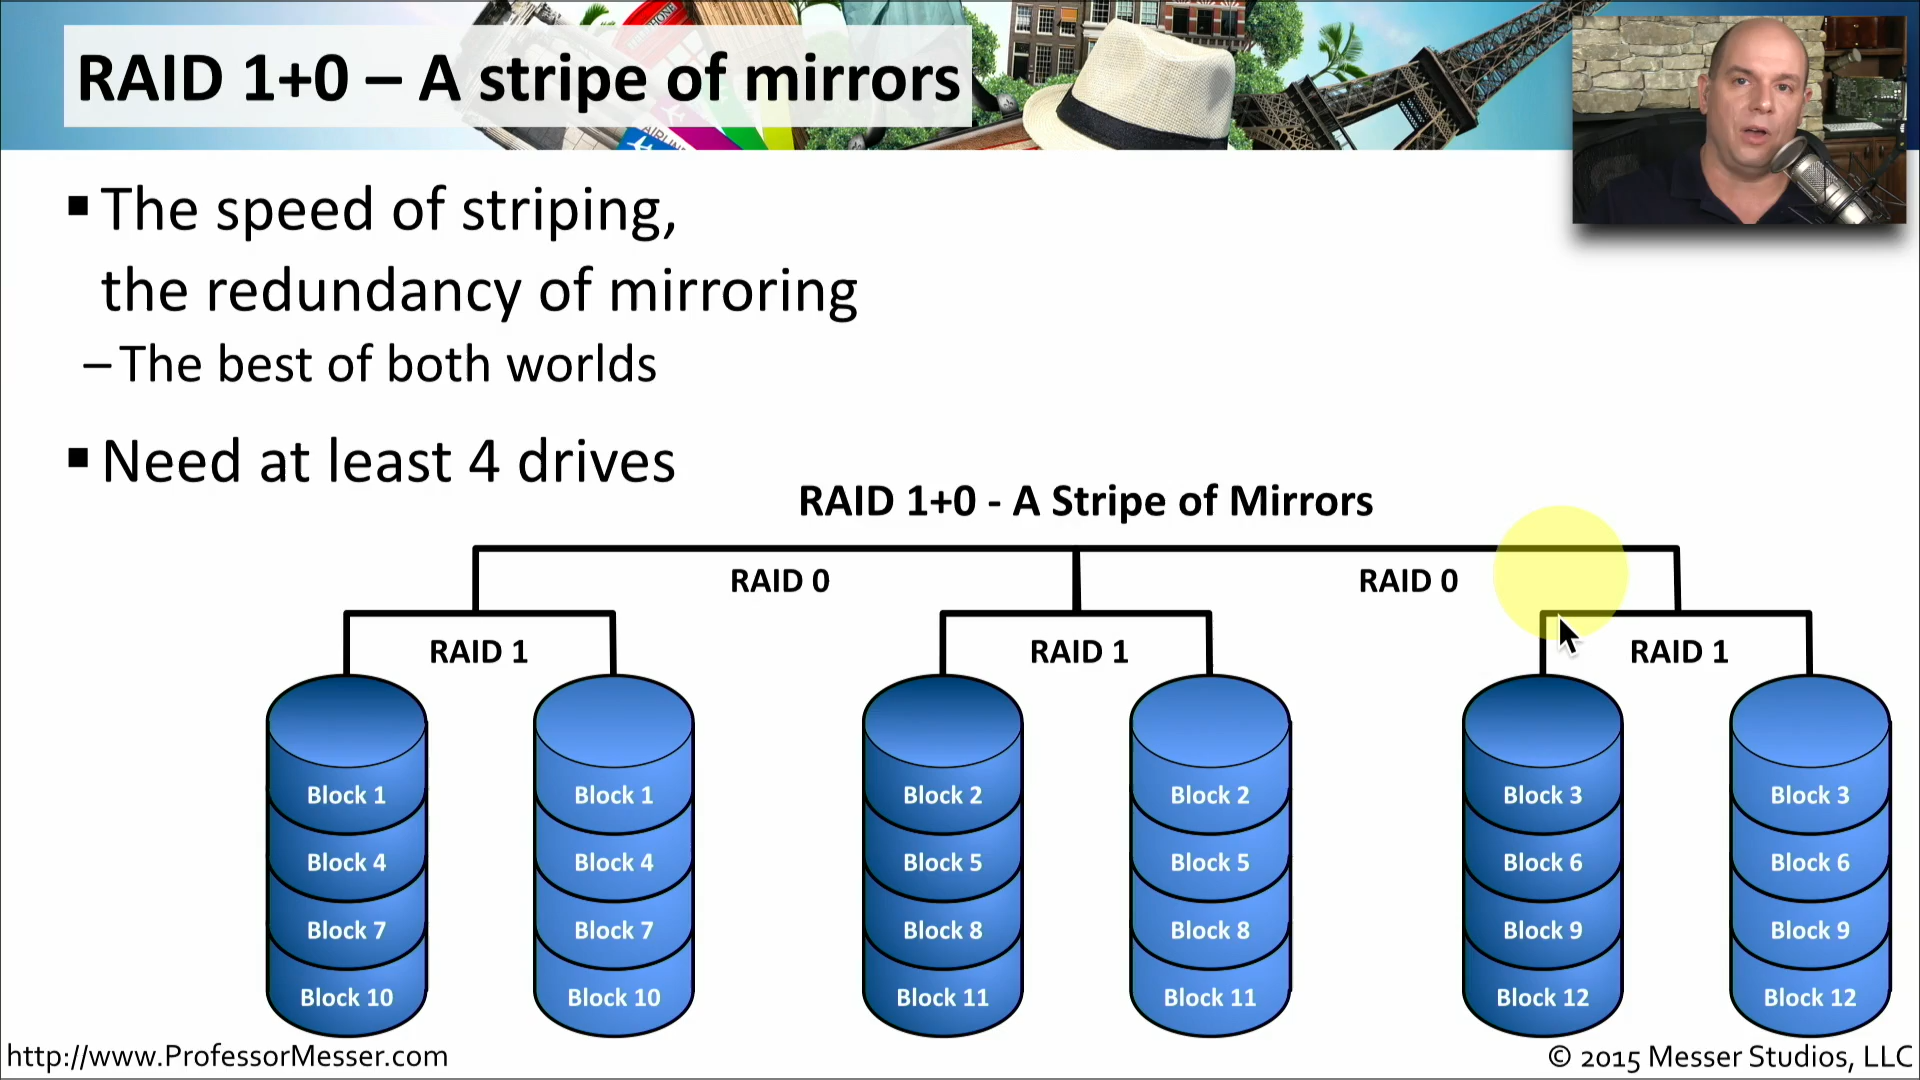 RAID 1+0 – A stripe of mirrors
PHONE
AIRLINE
▪ The speed of striping,
the redundancy of mirroring
– The best of both worlds
▪ Need at least 4 drives
RAID 1+0 - A Stripe of Mirrors
RAID 0 RAID 0
RAID 1 RAID 1 RAID 1
Block 1 Block 1 Block 2 Block 2 Block 3 Block 3
Block 4 Block 4 Block 5 Block 5 Block 6 Block 6
Block 7 Block 7 Block 8 Block 8 Block 9 Block 9
Block 10 Block 10 Block 11 Block 11 Block 12 Block 12
http://www.ProfessorMesser.com © 2015 Messer Studios, LLC